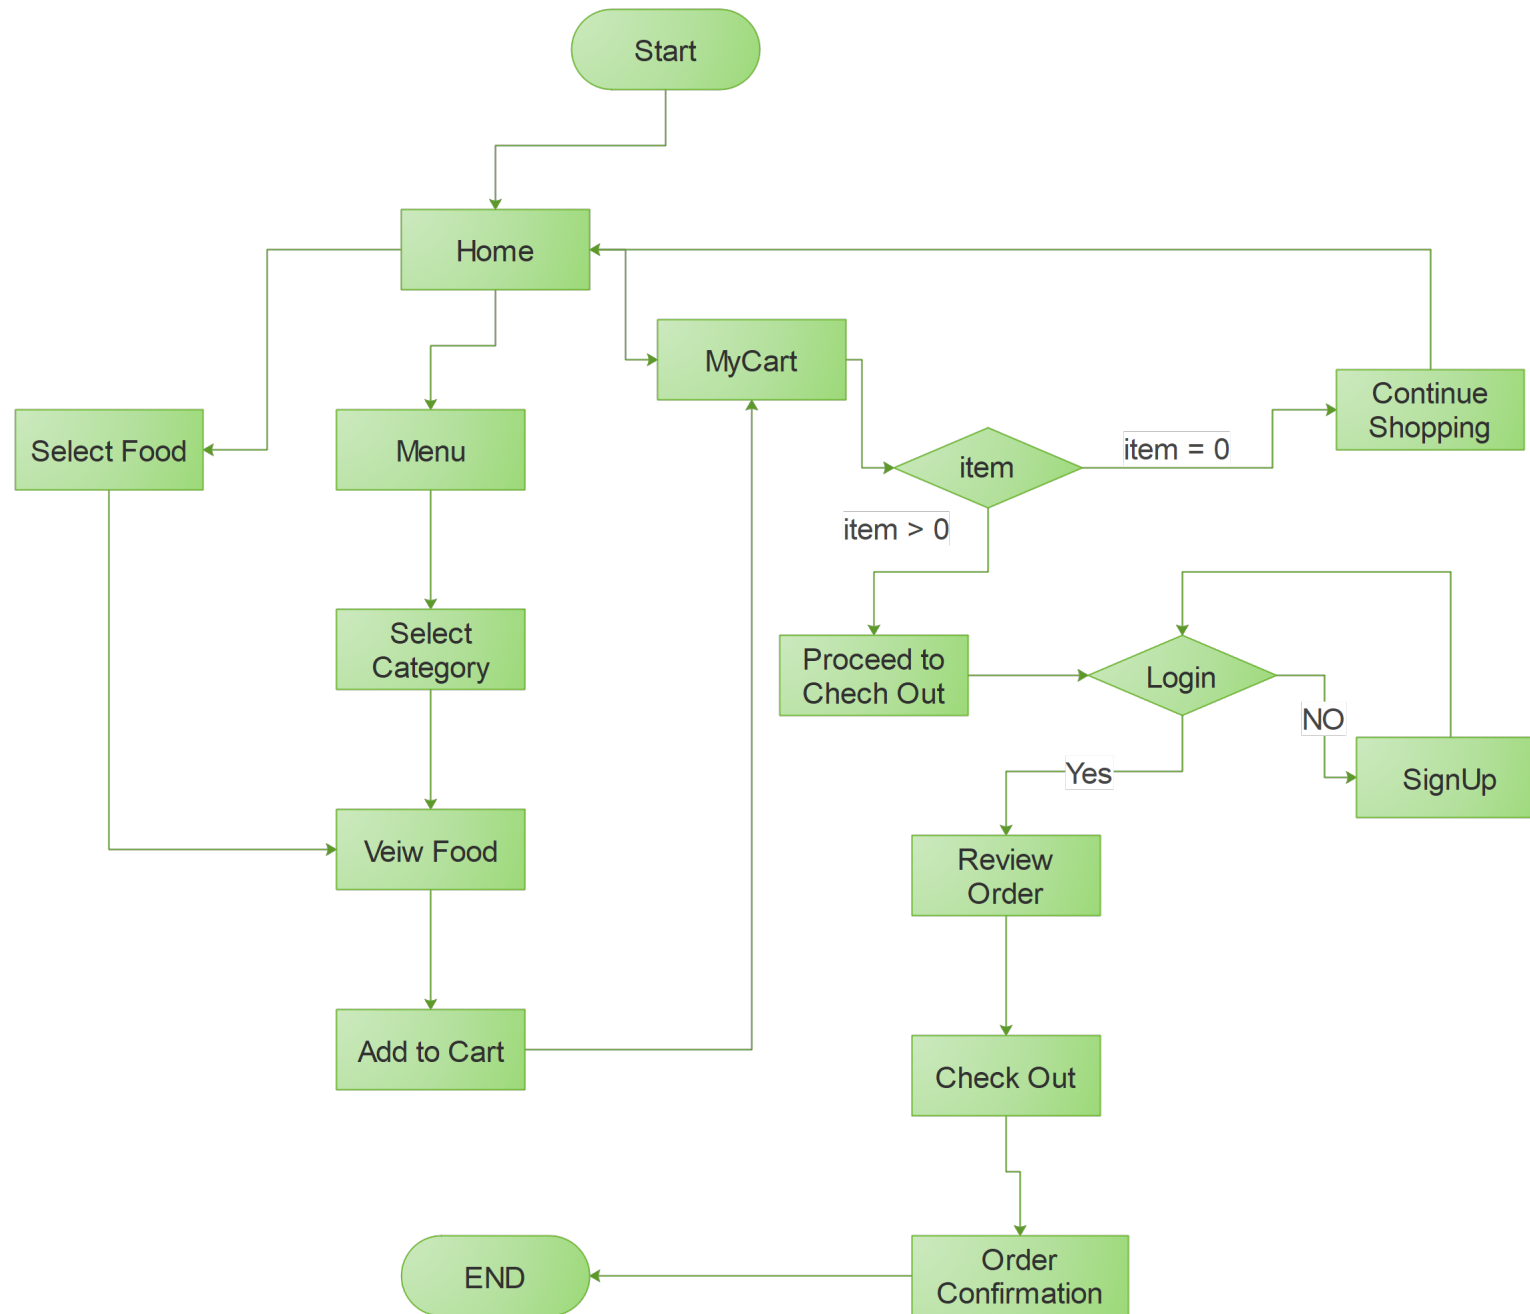 Start
Home
MyCart
Continue
Shopping
Select Food
Menu
item
item = 0
item > 0
Select
Category
Proceed to
Chech Out
Login
NO
SignUp
Yes
Veiw Food
Review
Order
Add to Cart
Check Out
END
Order
Confirmation